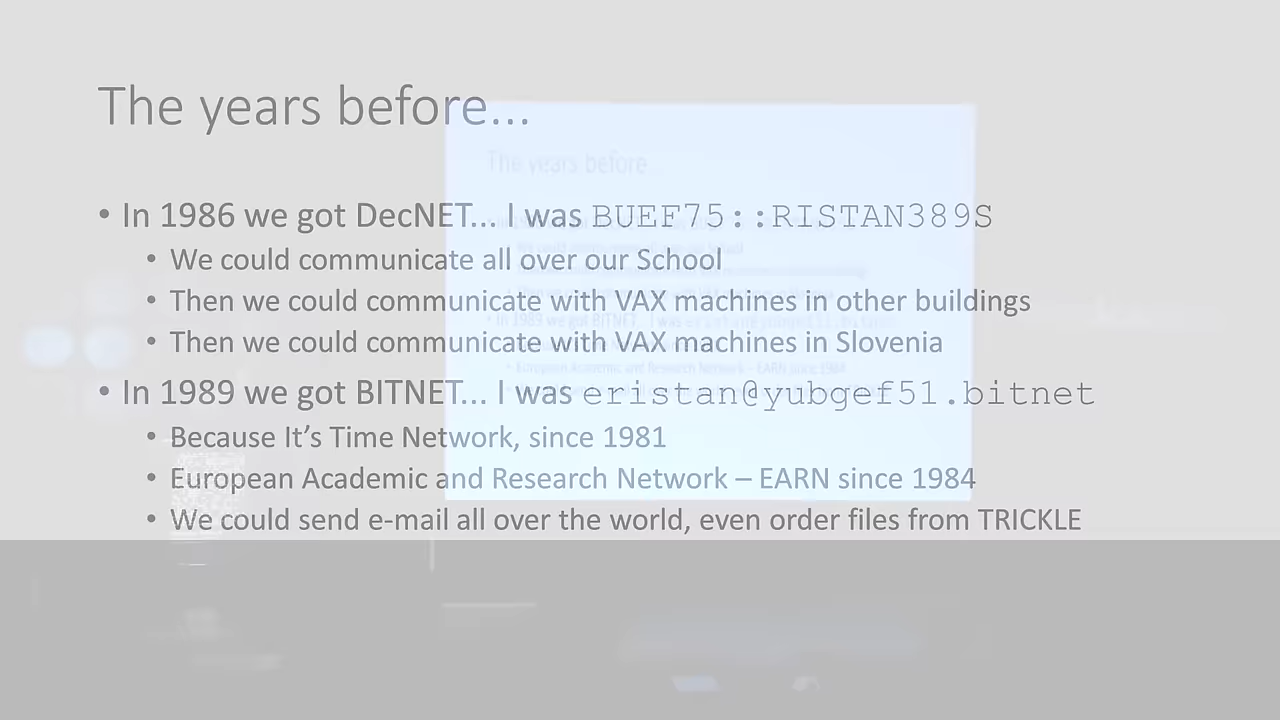 The years before...
• In 1986 we got DecNET... I was BUEF75::RISTAN389S
• We could communicate all over our School
• Then we could communicate with VAX machines in other buildings
• Then we could communicate with VAX machines in Slovenia
• In 1989 we got BITNET... I was eristan@yubgef51.bitnet
• Because It's Time Network, since 1981
• European Academic and Research Network – EARN since 1984
• We could send e-mail all over the world, even order files from TRICKLE
The years before